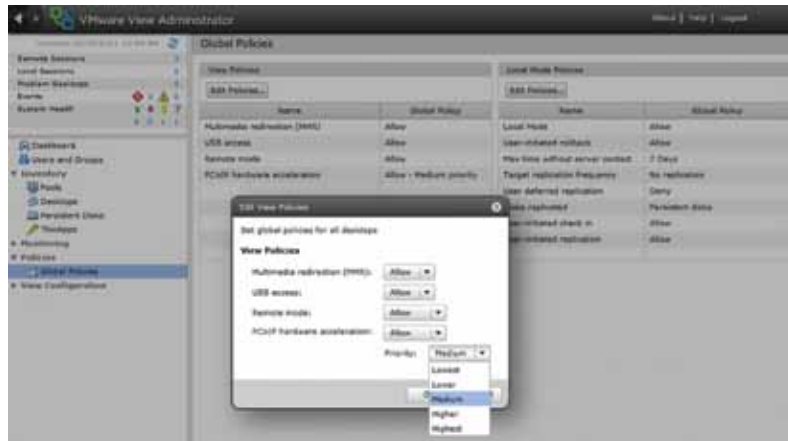 VMware View Administrator
About | Help | Logout
Global Policies
Remote Sessions
Local Sessions
Problem Desktops
Events
System Health
Dashboard
Users and Groups
Inventory
Pools
Desktops
Persistent Disks
ThinApps
Monitoring
Policies
Global Policies
View Configuration
View Policies
Edit Policies...
Name Global Policy
Multimedia redirection (MMR) Allow
USB access Allow
Remote mode Allow
PCoIP hardware acceleration Allow - Medium priority
Local Mode Policies
Edit Policies...
Name Global Policy
Local Mode Allow
User-initiated rollback Allow
Max time without server contact 7 Days
Target replication frequency No replication
User deferred replication Deny
replicated Persistent disks
User-initiated check in Allow
User-initiated replication Allow
Edit View Policies
Set global policies for all desktops
View Policies
Multimedia redirection (MMR): Allow
USB access: Allow
Remote mode: Allow
PCoIP hardware acceleration: Allow
Priority: Medium
Lowest
Lower
Medium
Higher
Highest